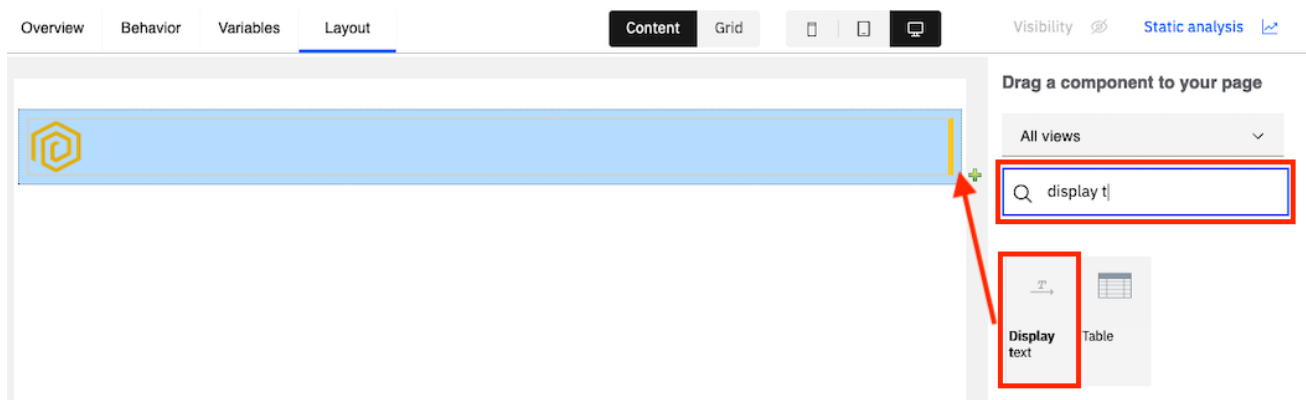 Overview Behavior Variables Layout Content Grid Visibility Static analysis
Drag a component to your page
All views
display t
T
Display text
Table